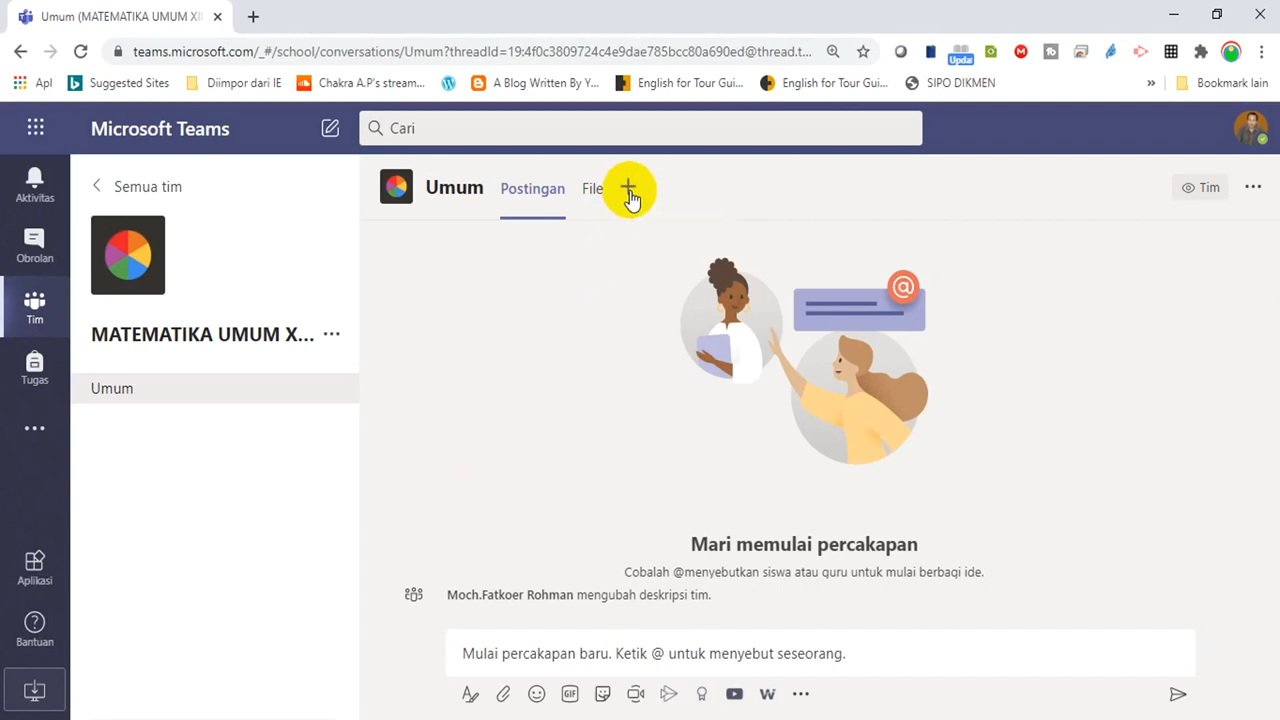 Umum (MATEMATIKA UMUM XI
teams.microsoft.com/_#/school/conversations/Umum?threadId=19:4f0c3809724c4e9dae785bcc80a690ed@thread.t...
Updat
Apl
Suggested Sites
Diimpor dari IE
Chakra A.P's stream...
A Blog Written By Y...
English for Tour Gui...
English for Tour Gui...
SIPO DIKMEN
»
Bookmark lain
Microsoft Teams
Cari
Aktivitas
Obrolan
Tim
Tugas
Aplikasi
Bantuan
Semua tim
MATEMATIKA UMUM X... ...
Umum
Umum
Postingan
File
Tim
@
Mari memulai percakapan
Cobalah @menyebutkan siswa atau guru untuk mulai berbagi ide.
Moch.Fatkoer Rohman mengubah deskripsi tim.
Mulai percakapan baru. Ketik @ untuk menyebut seseorang.
GIF